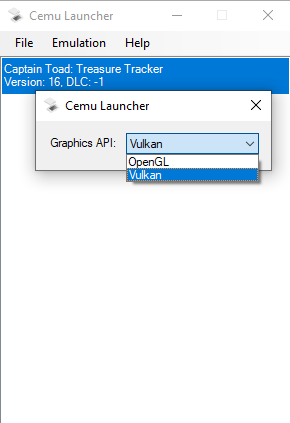 Cemu Launcher
File Emulation Help
Captain Toad: Treasure Tracker
Version: 16, DLC: -1
Cemu Launcher
Graphics API: Vulkan
OpenGL
Vulkan